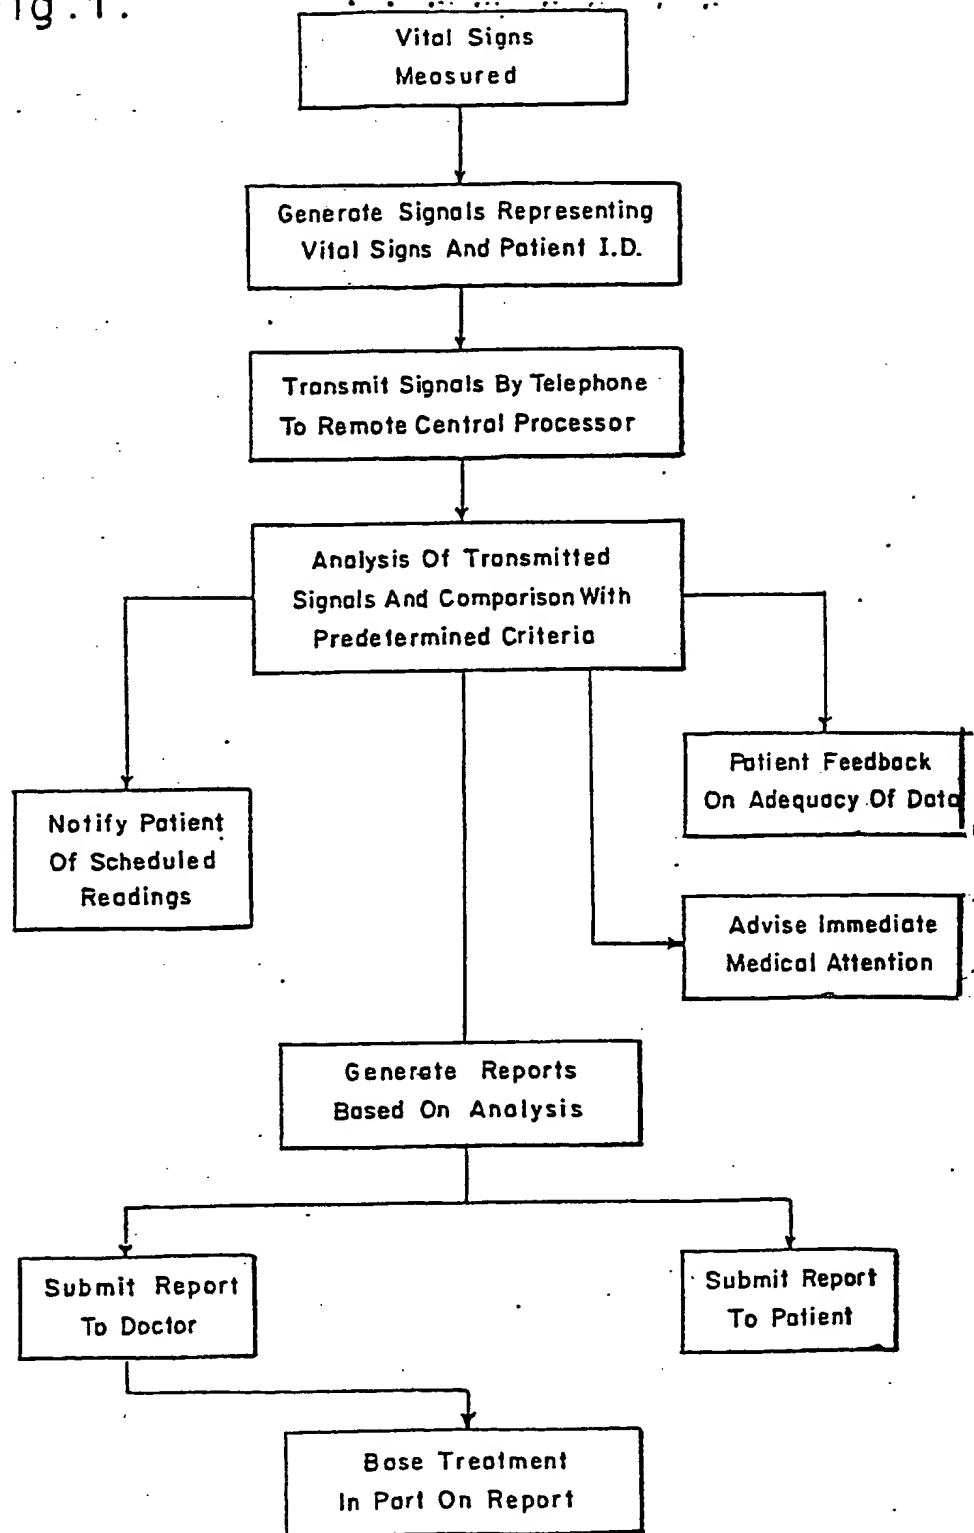 ig.1.
Vital Signs
Measured
Generate Signals Representing
Vital Signs And Patient I.D.
Transmit Signals By Telephone
To Remote Central Processor
Analysis Of Transmitted
Signals And Comparison With
Predetermined Criteria
Patient Feedback
On Adequacy Of Data
Notify Patient
Of Scheduled
Readings
Advise Immediate
Medical Attention
Generate Reports
Based On Analysis
Submit Report
To Doctor
Submit Report
To Patient
Base Treatment
In Part On Report